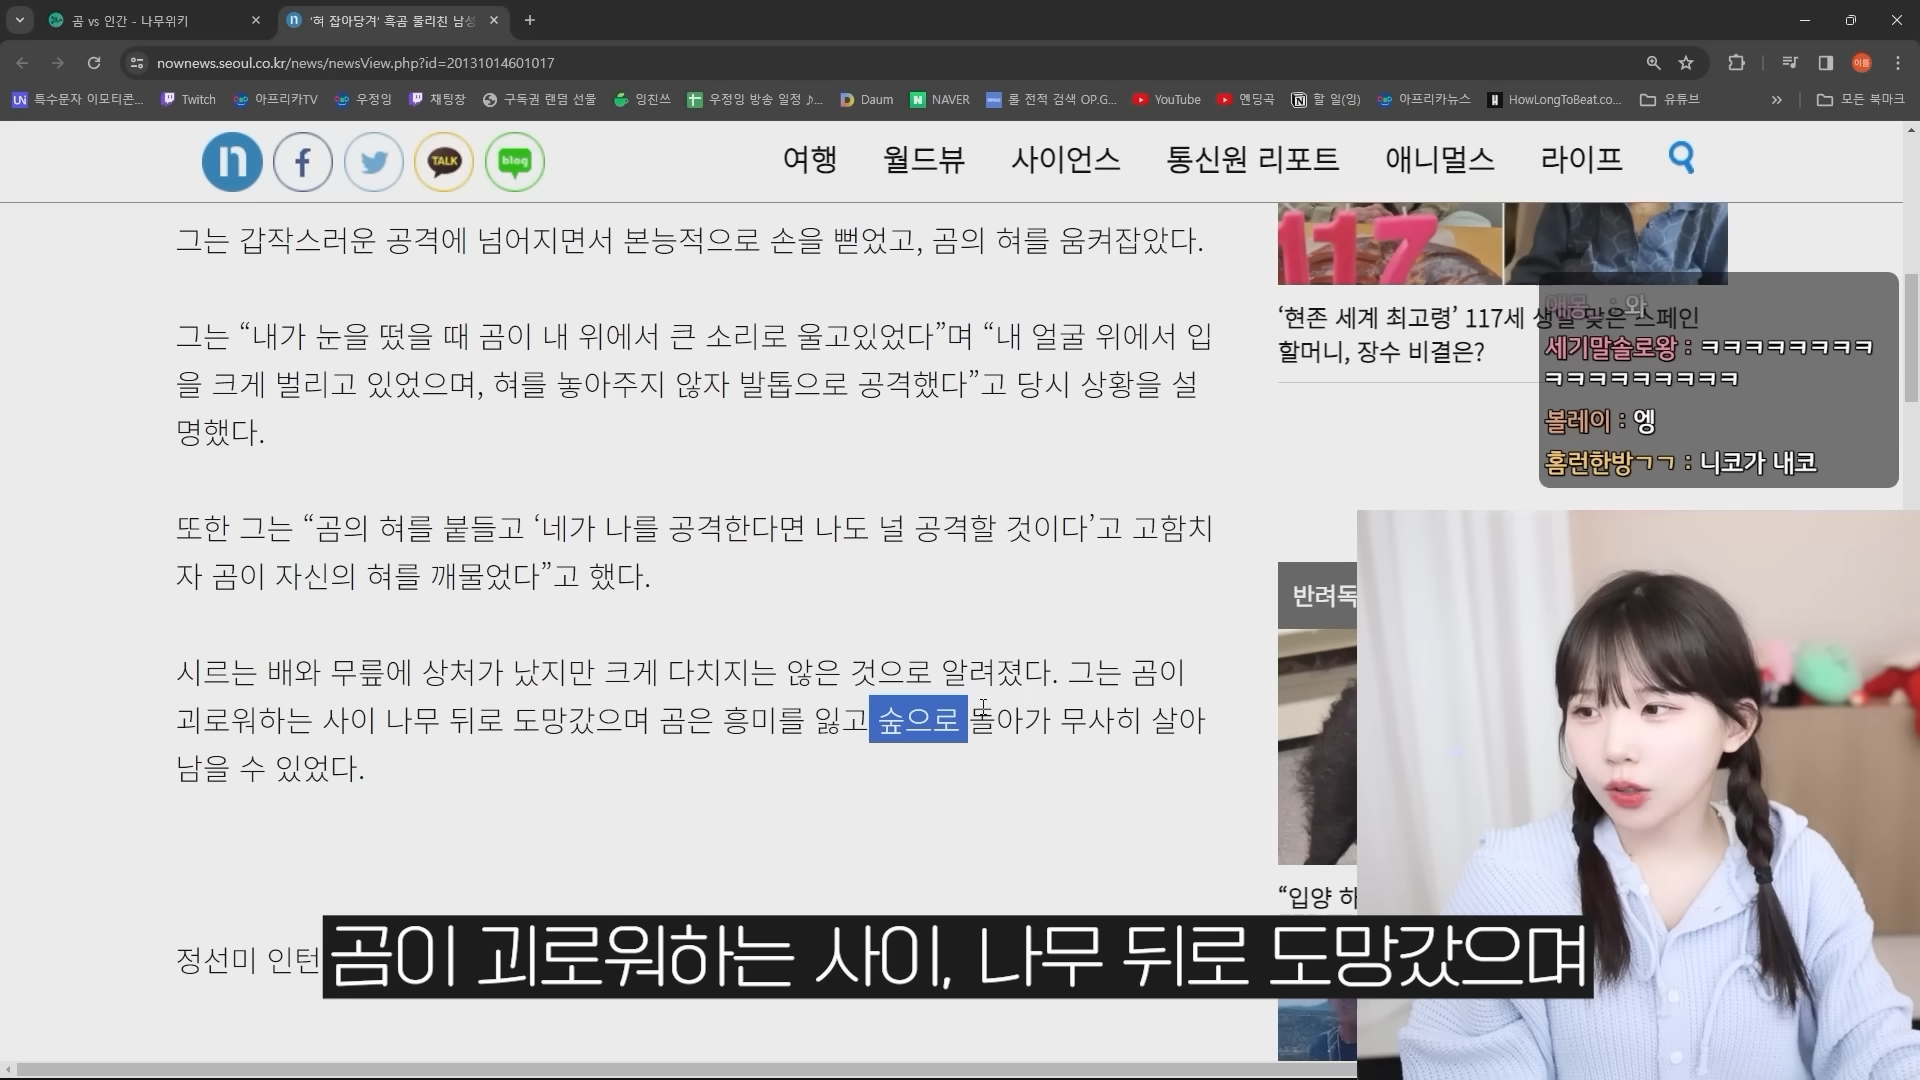 곰 vs 인간 - 나무위키
'혀 잡아당겨' 흑곰 물리친 남성
nownews.seoul.co.kr/news/newsView.php?id=20131014601017
이름
특수문자 이모티콘...
Twitch
아프리카TV
우정잉
채팅창
구독권 랜덤 선물
잉친쓰
우정잉 방송 일정 ♪...
Daum
NAVER
롤 전적 검색 OP.G...
YouTube
엔딩곡
할 일(잉)
아프리카뉴스
HowLongToBeat.co...
유튜브
모든 북마크
n
f
TALK
blog
여행
월드뷰
사이언스
통신원 리포트
애니멀스
라이프
그는 갑작스러운 공격에 넘어지면서 본능적으로 손을 뻗었고, 곰의 혀를 움켜잡았다.
그는 “내가 눈을 떴을 때 곰이 내 위에서 큰 소리로 울고있었다”며 “내 얼굴 위에서 입
을 크게 벌리고 있었으며, 혀를 놓아주지 않자 발톱으로 공격했다”고 당시 상황을 설
명했다.
또한 그는 “곰의 혀를 붙들고 ‘네가 나를 공격한다면 나도 널 공격할 것이다’고 고함치
자 곰이 자신의 혀를 깨물었다”고 했다.
시르는 배와 무릎에 상처가 났지만 크게 다치지는 않은 것으로 알려졌다. 그는 곰이
괴로워하는 사이 나무 뒤로 도망갔으며 곰은 흥미를 잃고 숲으로 돌아가 무사히 살아
남을 수 있었다.
정선미 인턴
117
‘현존 세계 최고령’ 117세 생일 맞은 스페인
할머니, 장수 비결은?
: 와
세기말솔로왕 : ㅋㅋㅋㅋㅋㅋㅋㅋ
ㅋㅋㅋㅋㅋㅋㅋㅋㅋ
볼레이 : 엥
홈런한방ㄱㄱ : 니코가 내코
반려독
“입양 하
곰이 괴로워하는 사이, 나무 뒤로 도망갔으며